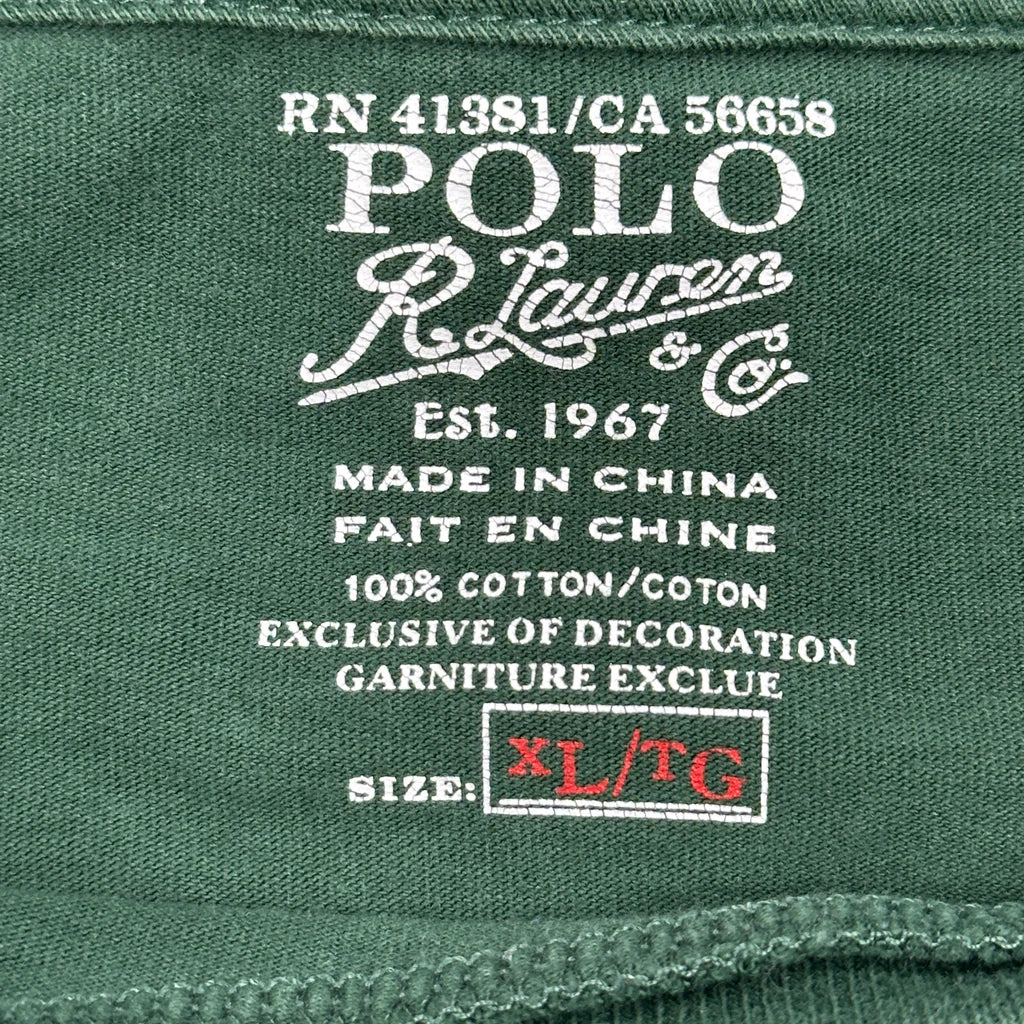 RN 41381/CA 56658
POLO
R Lauren
& Co.
Est. 1967
MADE IN CHINA
FAIT EN CHINE
100% COTTON/COTON
EXCLUSIVE OF DECORATION
GARNITURE EXCLUE
SIZE: XL/TG